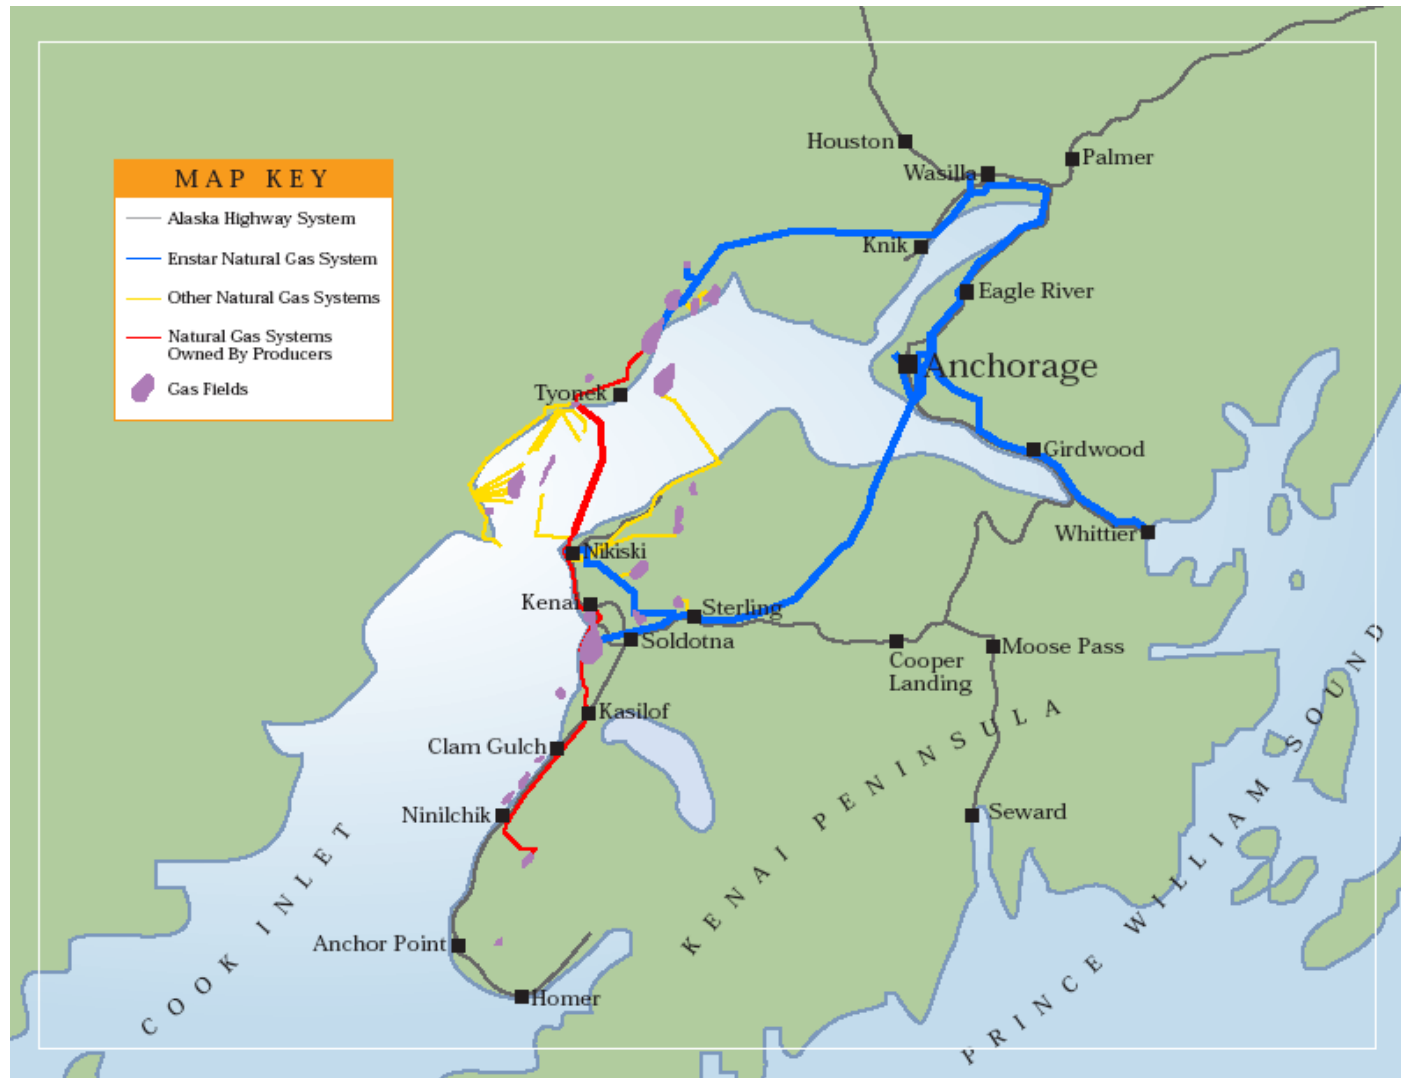 MAP KEY
Alaska Highway System
Enstar Natural Gas System
Other Natural Gas Systems
Natural Gas Systems
Owned By Producers
Gas Fields
Houston
Palmer
Wasilla
Knik
Eagle River
Anchorage
Tyonek
Girdwood
Whittier
Nikiski
Kenai
Sterling
Soldotna
Moose Pass
Cooper
Landing
Kasilof
Clam Gulch
Ninilchik
Seward
Anchor Point
Homer
COOK INLET
KENAI PENINSULA
PRINCE WILLIAM SOUND